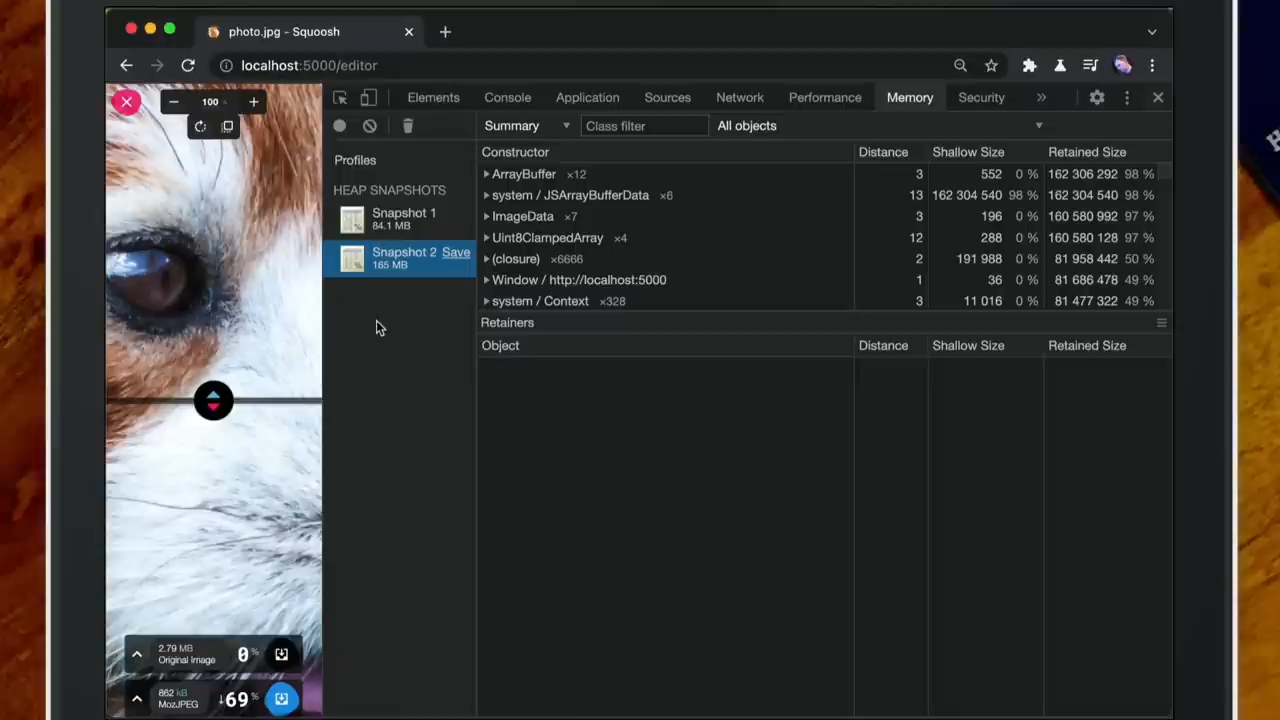 photo.jpg - Squoosh
localhost:5000/editor
100 %
Elements Console Application Sources Network Performance Memory Security
Summary Class filter All objects
Profiles
HEAP SNAPSHOTS
Snapshot 1
84.1 MB
Snapshot 2 Save
165 MB
Constructor Distance Shallow Size Retained Size
ArrayBuffer ×12 3 552 0 % 162 306 292 98 %
system / JSArrayBufferData ×6 13 162 304 540 98 % 162 304 540 98 %
ImageData ×7 3 196 0 % 160 580 992 97 %
Uint8ClampedArray ×4 12 288 0 % 160 580 128 97 %
(closure) ×6666 2 191 988 0 % 81 958 442 50 %
Window / http://localhost:5000 1 36 0 % 81 686 478 49 %
system / Context ×328 3 11 016 0 % 81 477 322 49 %
Retainers
Object Distance Shallow Size Retained Size
2.79 MB
Original Image
0 %
862 kB
MozJPEG
↓69 %